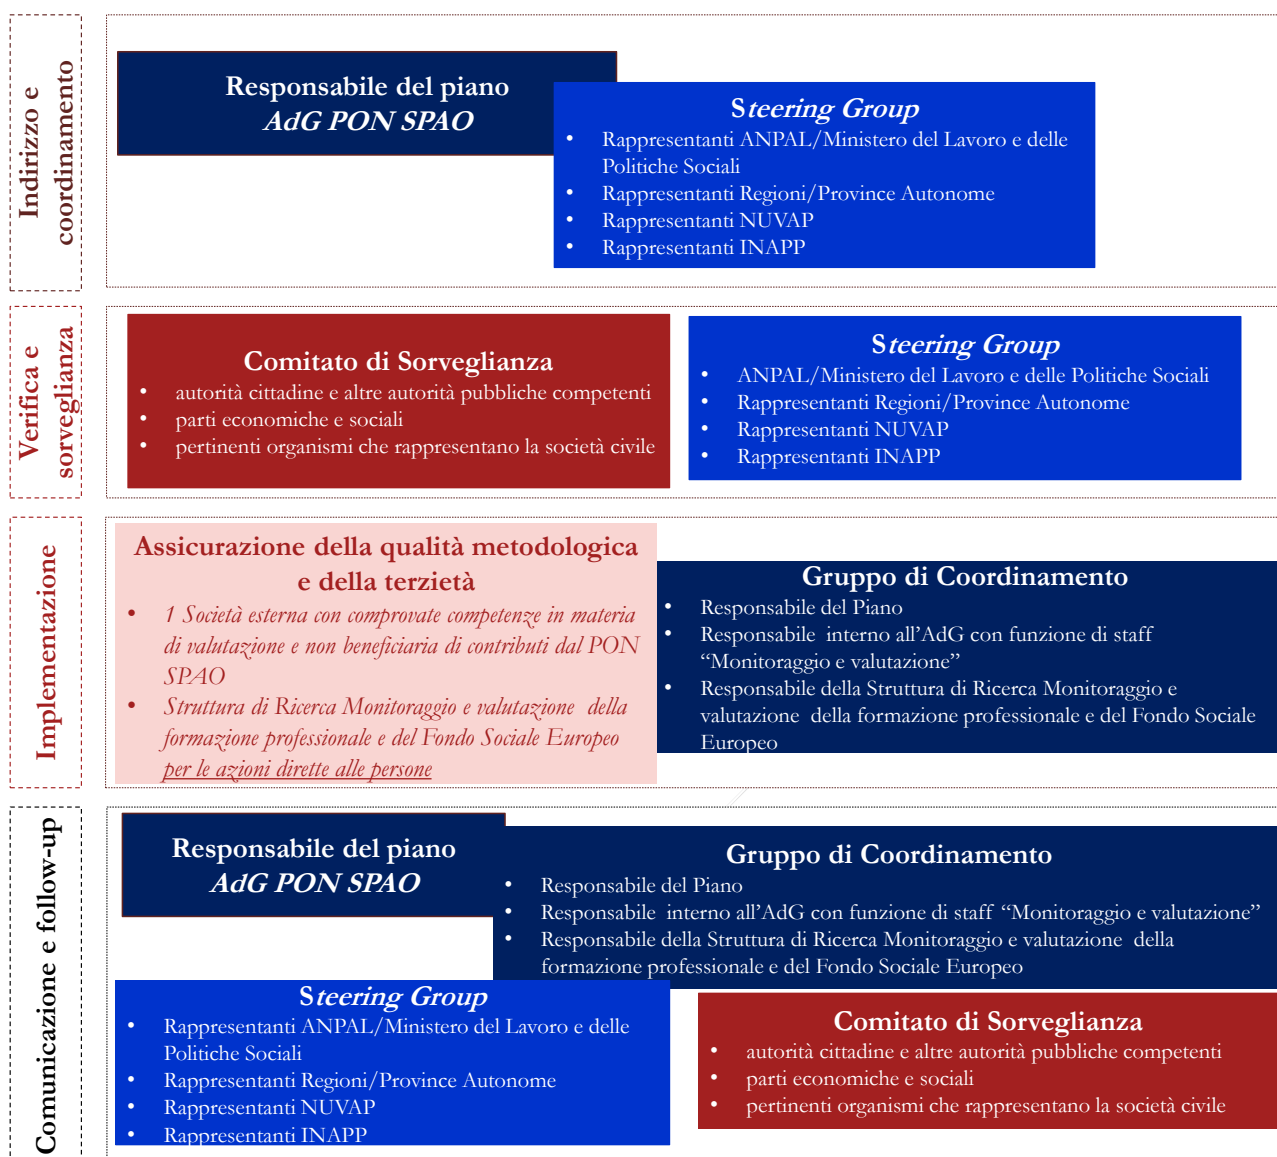 Indirizzo e
coordinamento
Responsabile del piano
AdG PON SPAO
Steering Group
• Rappresentanti ANPAL/Ministero del Lavoro e delle
Politiche Sociali
• Rappresentanti Regioni/Province Autonome
• Rappresentanti NUVAP
• Rappresentanti INAPP
Verifica e
sorveglianza
Comitato di Sorveglianza
• autorità cittadine e altre autorità pubbliche competenti
• parti economiche e sociali
• pertinenti organismi che rappresentano la società civile
Steering Group
• ANPAL/Ministero del Lavoro e delle Politiche Sociali
• Rappresentanti Regioni/Province Autonome
• Rappresentanti NUVAP
• Rappresentanti INAPP
Implementazione
Assicurazione della qualità metodologica
e della terzietà
• 1 Società esterna con comprovate competenze in materia
di valutazione e non beneficiaria di contributi dal PON
SPAO
• Struttura di Ricerca Monitoraggio e valutazione della
formazione professionale e del Fondo Sociale Europeo
per le azioni dirette alle persone
Gruppo di Coordinamento
• Responsabile del Piano
• Responsabile interno all’AdG con funzione di staff
“Monitoraggio e valutazione”
• Responsabile della Struttura di Ricerca Monitoraggio e
valutazione della formazione professionale e del Fondo Sociale
Europeo
Comunicazione e follow-up
Responsabile del piano
AdG PON SPAO
Gruppo di Coordinamento
• Responsabile del Piano
• Responsabile interno all’AdG con funzione di staff “Monitoraggio e valutazione”
• Responsabile della Struttura di Ricerca Monitoraggio e valutazione della
formazione professionale e del Fondo Sociale Europeo
Steering Group
• Rappresentanti ANPAL/Ministero del Lavoro e delle
Politiche Sociali
• Rappresentanti Regioni/Province Autonome
• Rappresentanti NUVAP
• Rappresentanti INAPP
Comitato di Sorveglianza
• autorità cittadine e altre autorità pubbliche competenti
• parti economiche e sociali
• pertinenti organismi che rappresentano la società civile